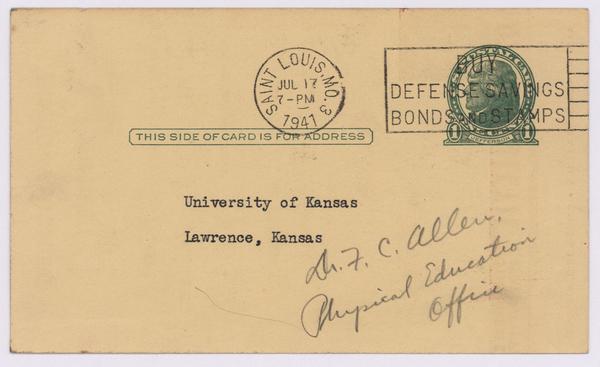 SAINT LOUIS, MO. 3
JUL 17
7-PM
1941
BUY
DEFENSE SAVINGS
BONDS AND STAMPS
THIS SIDE OF CARD IS FOR ADDRESS
1 JEFFERSON 1
University of Kansas
Lawrence, Kansas
Dr. F. C. Allen,
Physical Education
Office